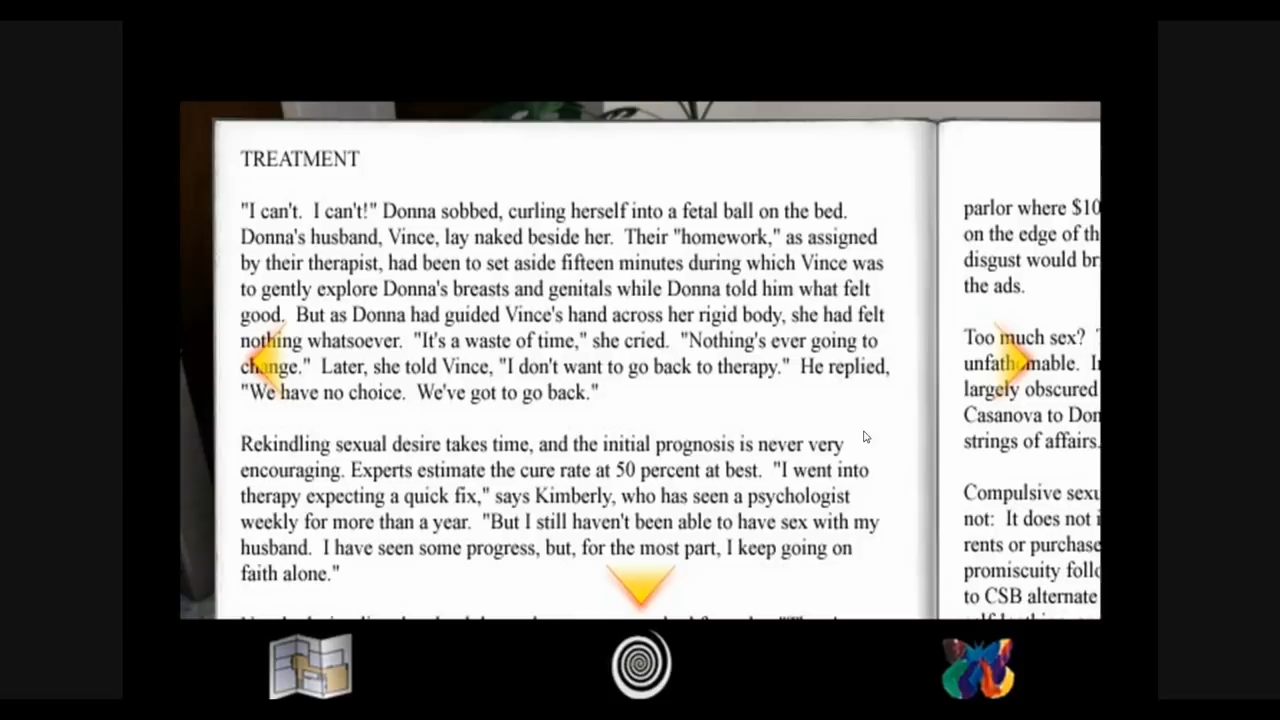 TREATMENT
"I can't.  I can't!" Donna sobbed, curling herself into a fetal ball on the bed.
Donna's husband, Vince, lay naked beside her.  Their "homework," as assigned
by their therapist, had been to set aside fifteen minutes during which Vince was
to gently explore Donna's breasts and genitals while Donna told him what felt
good.  But as Donna had guided Vince's hand across her rigid body, she had felt
nothing whatsoever.  "It's a waste of time," she cried.  "Nothing's ever going to
change."  Later, she told Vince, "I don't want to go back to therapy."  He replied,
"We have no choice.  We've got to go back."
Rekindling sexual desire takes time, and the initial prognosis is never very
encouraging. Experts estimate the cure rate at 50 percent at best.  "I went into
therapy expecting a quick fix," says Kimberly, who has seen a psychologist
weekly for more than a year.  "But I still haven't been able to have sex with my
husband.  I have seen some progress, but, for the most part, I keep going on
faith alone."
parlor where $10
on the edge of th
disgust would br
the ads.
Too much sex?
unfathomable.
largely obscured
Casanova to Don
strings of affairs.
Compulsive sexu
not:  It does not
rents or purchase
promiscuity follo
to CSB alternate